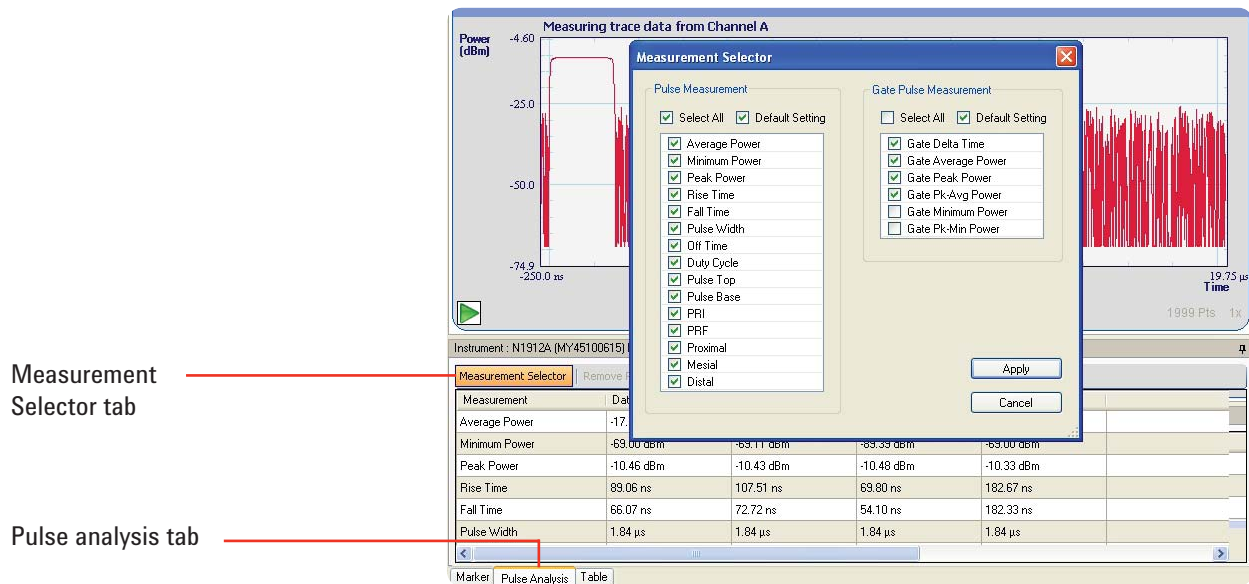 Measuring trace data from Channel A
Power
(dBm)
-4.60
-25.0
-50.0
-74.9
-250.0 ns
19.75 µs
Time
1999 Pts 1x
Measurement Selector
Pulse Measurement
Select All Default Setting
Average Power
Minimum Power
Peak Power
Rise Time
Fall Time
Pulse Width
Off Time
Duty Cycle
Pulse Top
Pulse Base
PRI
PRF
Proximal
Mesial
Distal
Gate Pulse Measurement
Select All Default Setting
Gate Delta Time
Gate Average Power
Gate Peak Power
Gate Pk-Avg Power
Gate Minimum Power
Gate Pk-Min Power
Apply
Cancel
Instrument : N1912A (MY45100615)
Measurement Selector Remove
Measurement
Average Power -17.
Minimum Power -69.00 dBm -69.11 dBm -89.39 dBm -69.00 dBm
Peak Power -10.46 dBm -10.43 dBm -10.48 dBm -10.33 dBm
Rise Time 89.06 ns 107.51 ns 69.80 ns 182.67 ns
Fall Time 66.07 ns 72.72 ns 54.10 ns 182.33 ns
Pulse Width 1.84 µs 1.84 µs 1.84 µs 1.84 µs
Marker Pulse Analysis Table
Measurement
Selector tab
Pulse analysis tab